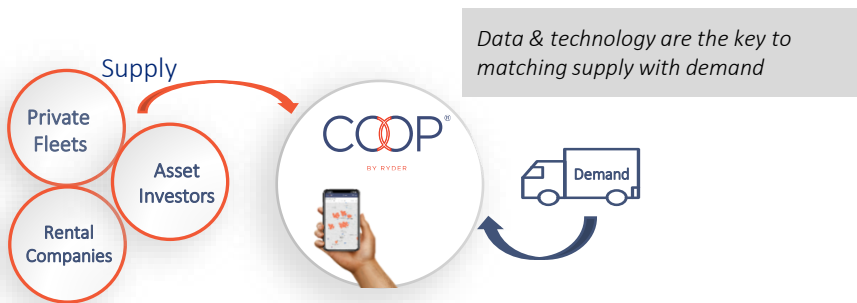 Data & technology are the key to
matching supply with demand
Supply
Private
Fleets
Asset
Investors
Rental
Companies
COOP®
BY RYDER
Demand